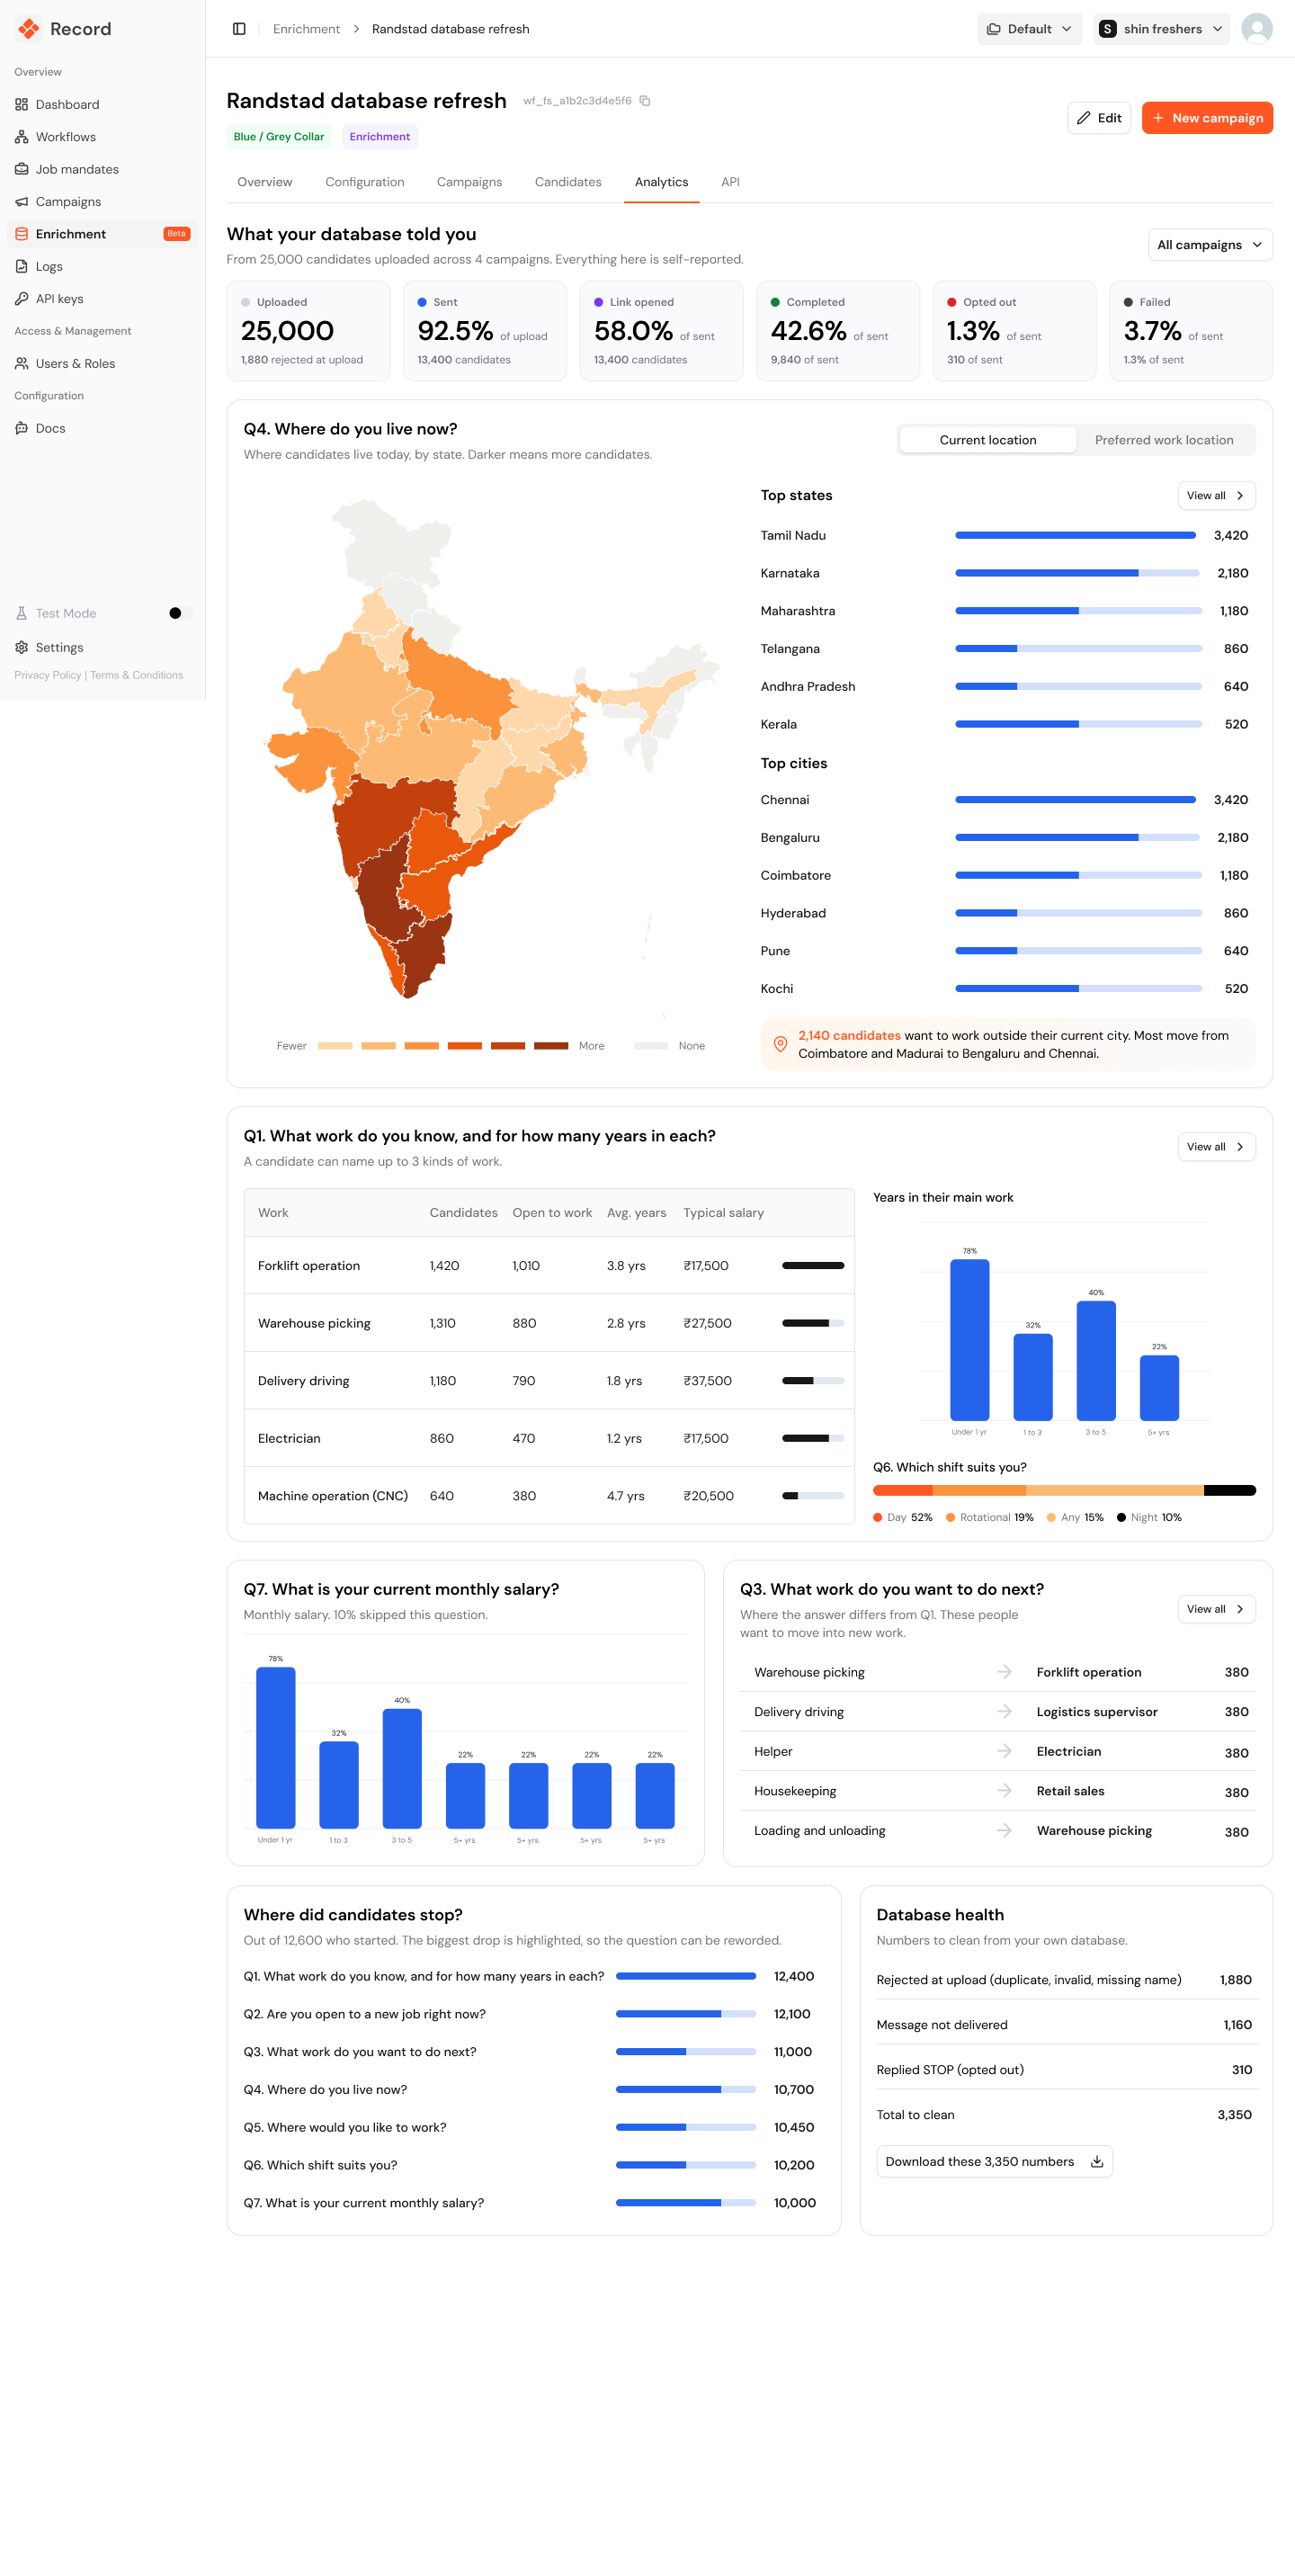 Record
Overview
Dashboard
Workflows
Job mandates
Campaigns
Enrichment Beta
Logs
API keys
Access & Management
Users & Roles
Configuration
Docs
Test Mode
Settings
Privacy Policy | Terms & Conditions
Enrichment > Randstad database refresh
Default
S shin freshers
Randstad database refresh wf_fs_a1b2c3d4e5f6
Blue / Grey Collar Enrichment
Edit
+ New campaign
Overview Configuration Campaigns Candidates Analytics API
What your database told you
From 25,000 candidates uploaded across 4 campaigns. Everything here is self-reported.
All campaigns
Uploaded
25,000
1,880 rejected at upload
Sent
92.5% of upload
13,400 candidates
Link opened
58.0% of sent
13,400 candidates
Completed
42.6% of sent
9,840 of sent
Opted out
1.3% of sent
310 of sent
Failed
3.7% of sent
1.3% of sent
Q4. Where do you live now?
Where candidates live today, by state. Darker means more candidates.
Current location Preferred work location
Fewer More None
Top states
View all
Tamil Nadu 3,420
Karnataka 2,180
Maharashtra 1,180
Telangana 860
Andhra Pradesh 640
Kerala 520
Top cities
Chennai 3,420
Bengaluru 2,180
Coimbatore 1,180
Hyderabad 860
Pune 640
Kochi 520
2,140 candidates want to work outside their current city. Most move from
Coimbatore and Madurai to Bengaluru and Chennai.
Q1. What work do you know, and for how many years in each?
A candidate can name up to 3 kinds of work.
View all
Work Candidates Open to work Avg. years Typical salary
Forklift operation 1,420 1,010 3.8 yrs ₹17,500
Warehouse picking 1,310 880 2.8 yrs ₹27,500
Delivery driving 1,180 790 1.8 yrs ₹37,500
Electrician 860 470 1.2 yrs ₹17,500
Machine operation (CNC) 640 380 4.7 yrs ₹20,500
Years in their main work
78% 32% 40% 22%
Under 1 yr 1 to 3 3 to 5 5+ yrs
Q6. Which shift suits you?
Day 52% Rotational 19% Any 15% Night 10%
Q7. What is your current monthly salary?
Monthly salary. 10% skipped this question.
78% 32% 40% 22% 22% 22% 22%
Under 1 yr 1 to 3 3 to 5 5+ yrs 5+ yrs 5+ yrs 5+ yrs
Q3. What work do you want to do next?
Where the answer differs from Q1. These people
want to move into new work.
View all
Warehouse picking → Forklift operation 380
Delivery driving → Logistics supervisor 380
Helper → Electrician 380
Housekeeping → Retail sales 380
Loading and unloading → Warehouse picking 380
Where did candidates stop?
Out of 12,600 who started. The biggest drop is highlighted, so the question can be reworded.
Q1. What work do you know, and for how many years in each? 12,400
Q2. Are you open to a new job right now? 12,100
Q3. What work do you want to do next? 11,000
Q4. Where do you live now? 10,700
Q5. Where would you like to work? 10,450
Q6. Which shift suits you? 10,200
Q7. What is your current monthly salary? 10,000
Database health
Numbers to clean from your own database.
Rejected at upload (duplicate, invalid, missing name) 1,880
Message not delivered 1,160
Replied STOP (opted out) 310
Total to clean 3,350
Download these 3,350 numbers